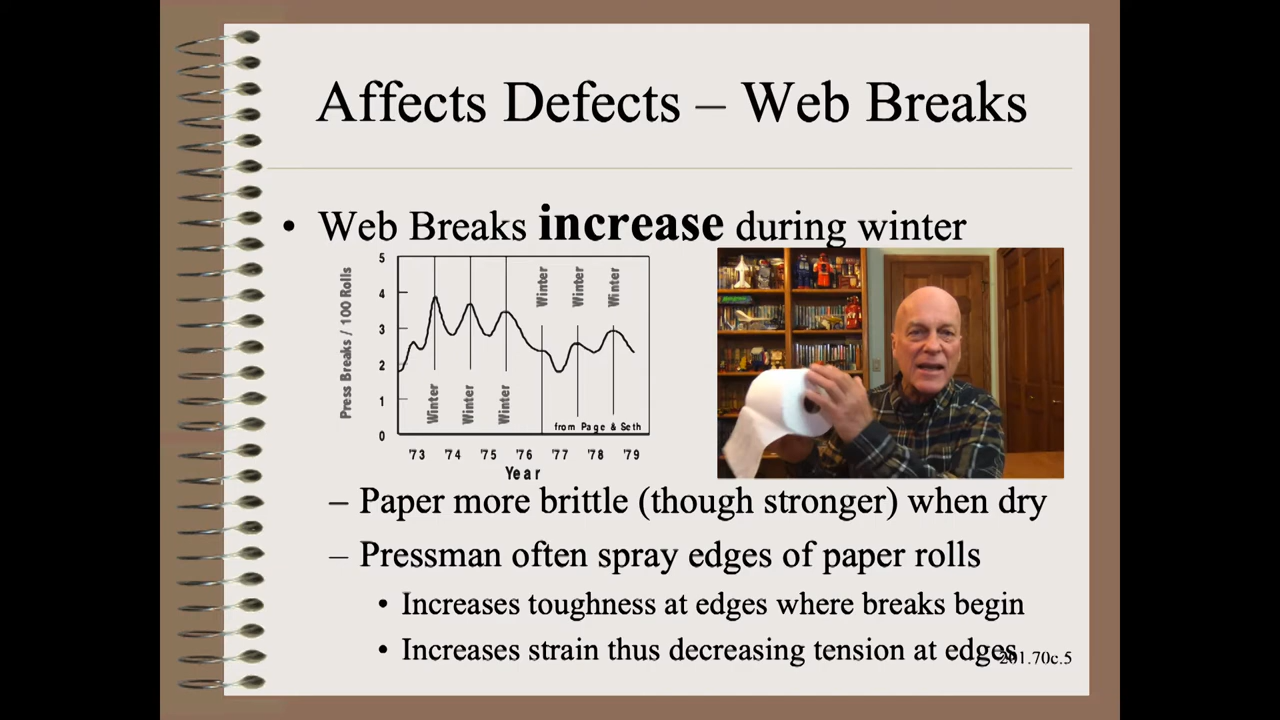 Affects Defects – Web Breaks
• Web Breaks increase during winter
Press Breaks / 100 Rolls
5
4
3
2
1
0
Winter
Winter
Winter
Winter
Winter
Winter
from Page & Seth
'73 '74 '75 '76 '77 '78 '79
Year
– Paper more brittle (though stronger) when dry
– Pressman often spray edges of paper rolls
• Increases toughness at edges where breaks begin
• Increases strain thus decreasing tension at edges
201.70c.5